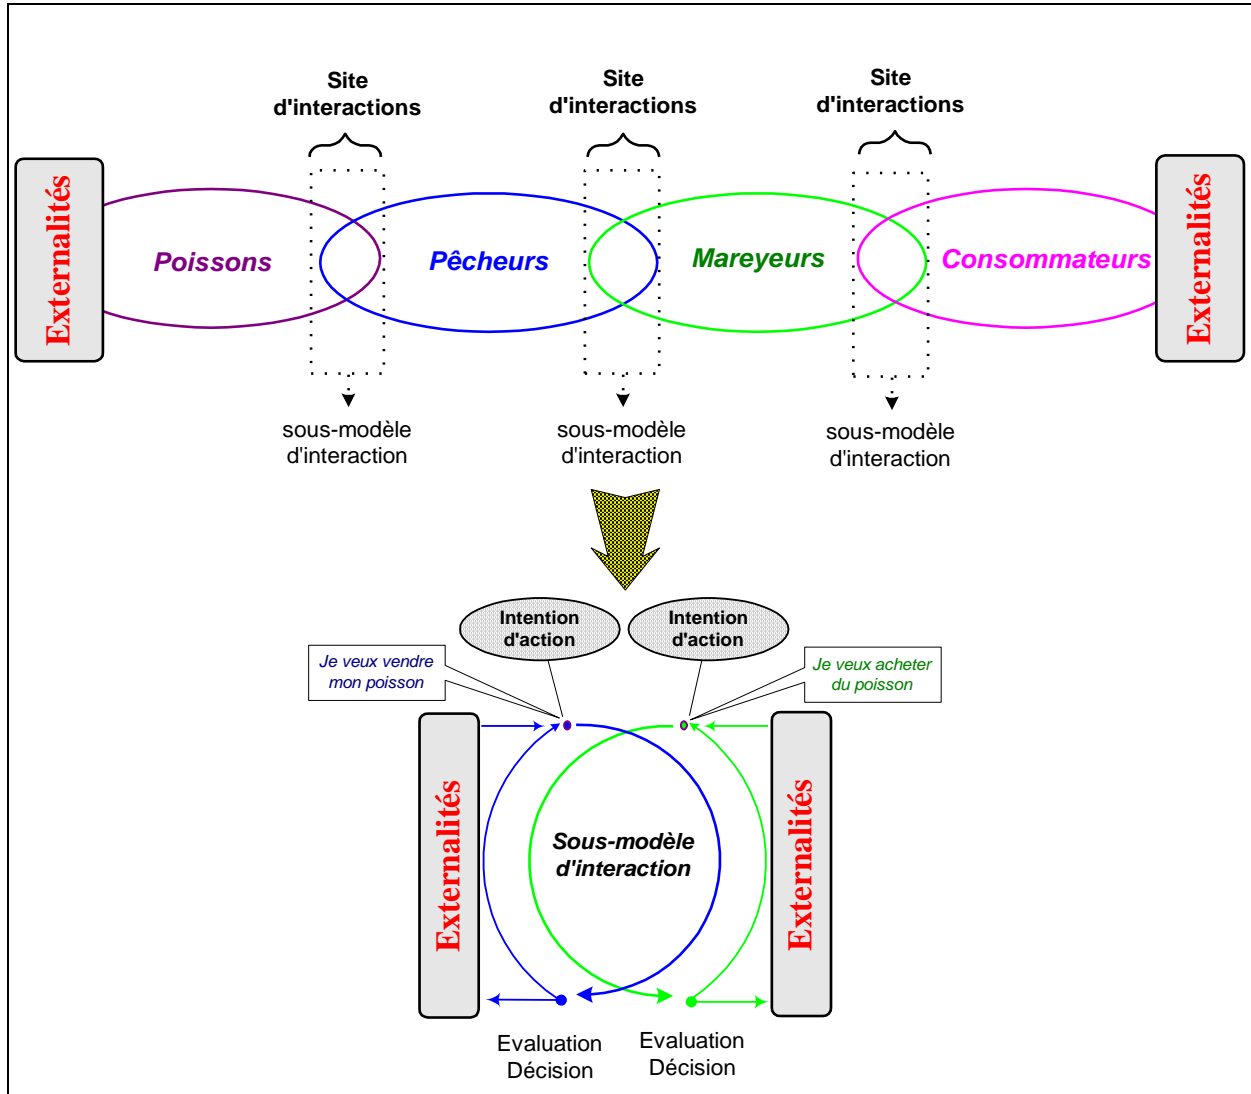 Site
d'interactions
Site
d'interactions
Site
d'interactions
Externalités
Poissons
Pêcheurs
Mareyeurs
Consommateurs
Externalités
sous-modèle
d'interaction
sous-modèle
d'interaction
sous-modèle
d'interaction
Intention
d'action
Intention
d'action
Je veux vendre
mon poisson
Je veux acheter
du poisson
Externalités
Sous-modèle
d'interaction
Externalités
Evaluation
Décision
Evaluation
Décision